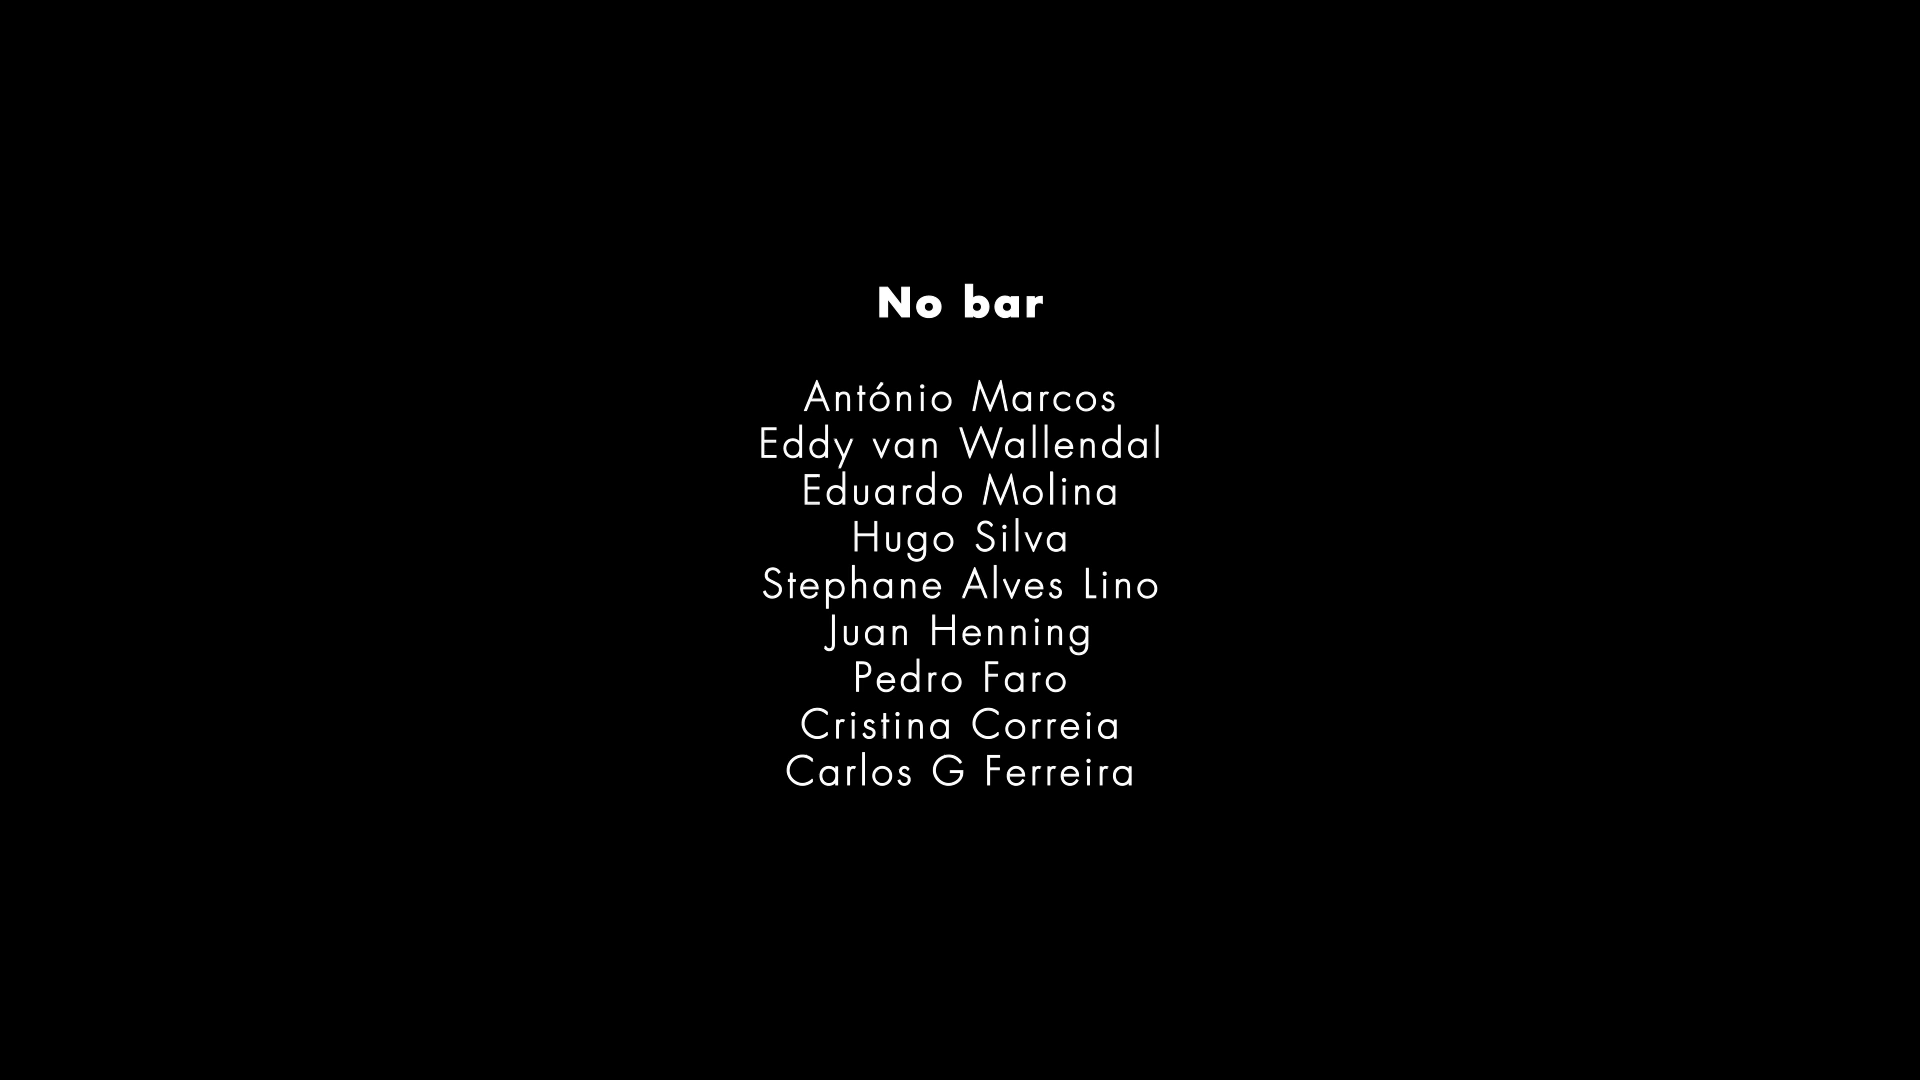 No bar
António Marcos
Eddy van Wallendal
Eduardo Molina
Hugo Silva
Stephane Alves Lino
Juan Henning
Pedro Faro
Cristina Correia
Carlos G Ferreira